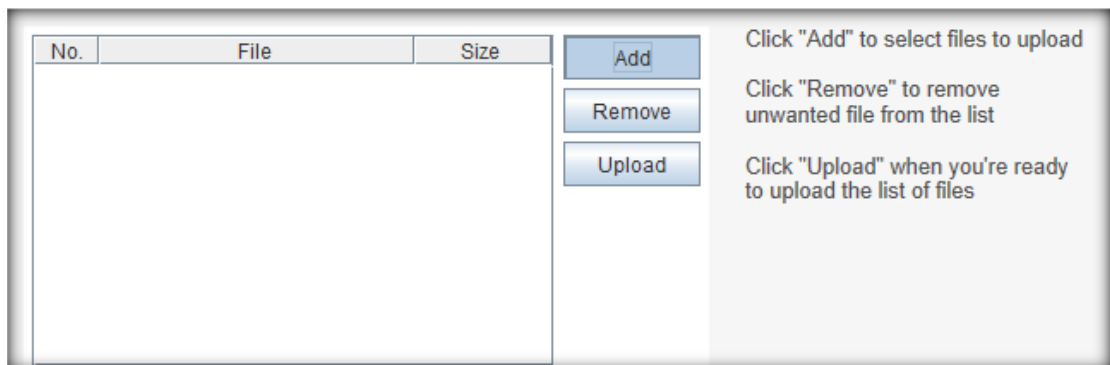 No. File Size
Add
Remove
Upload
Click "Add" to select files to upload
Click "Remove" to remove
unwanted file from the list
Click "Upload" when you're ready
to upload the list of files